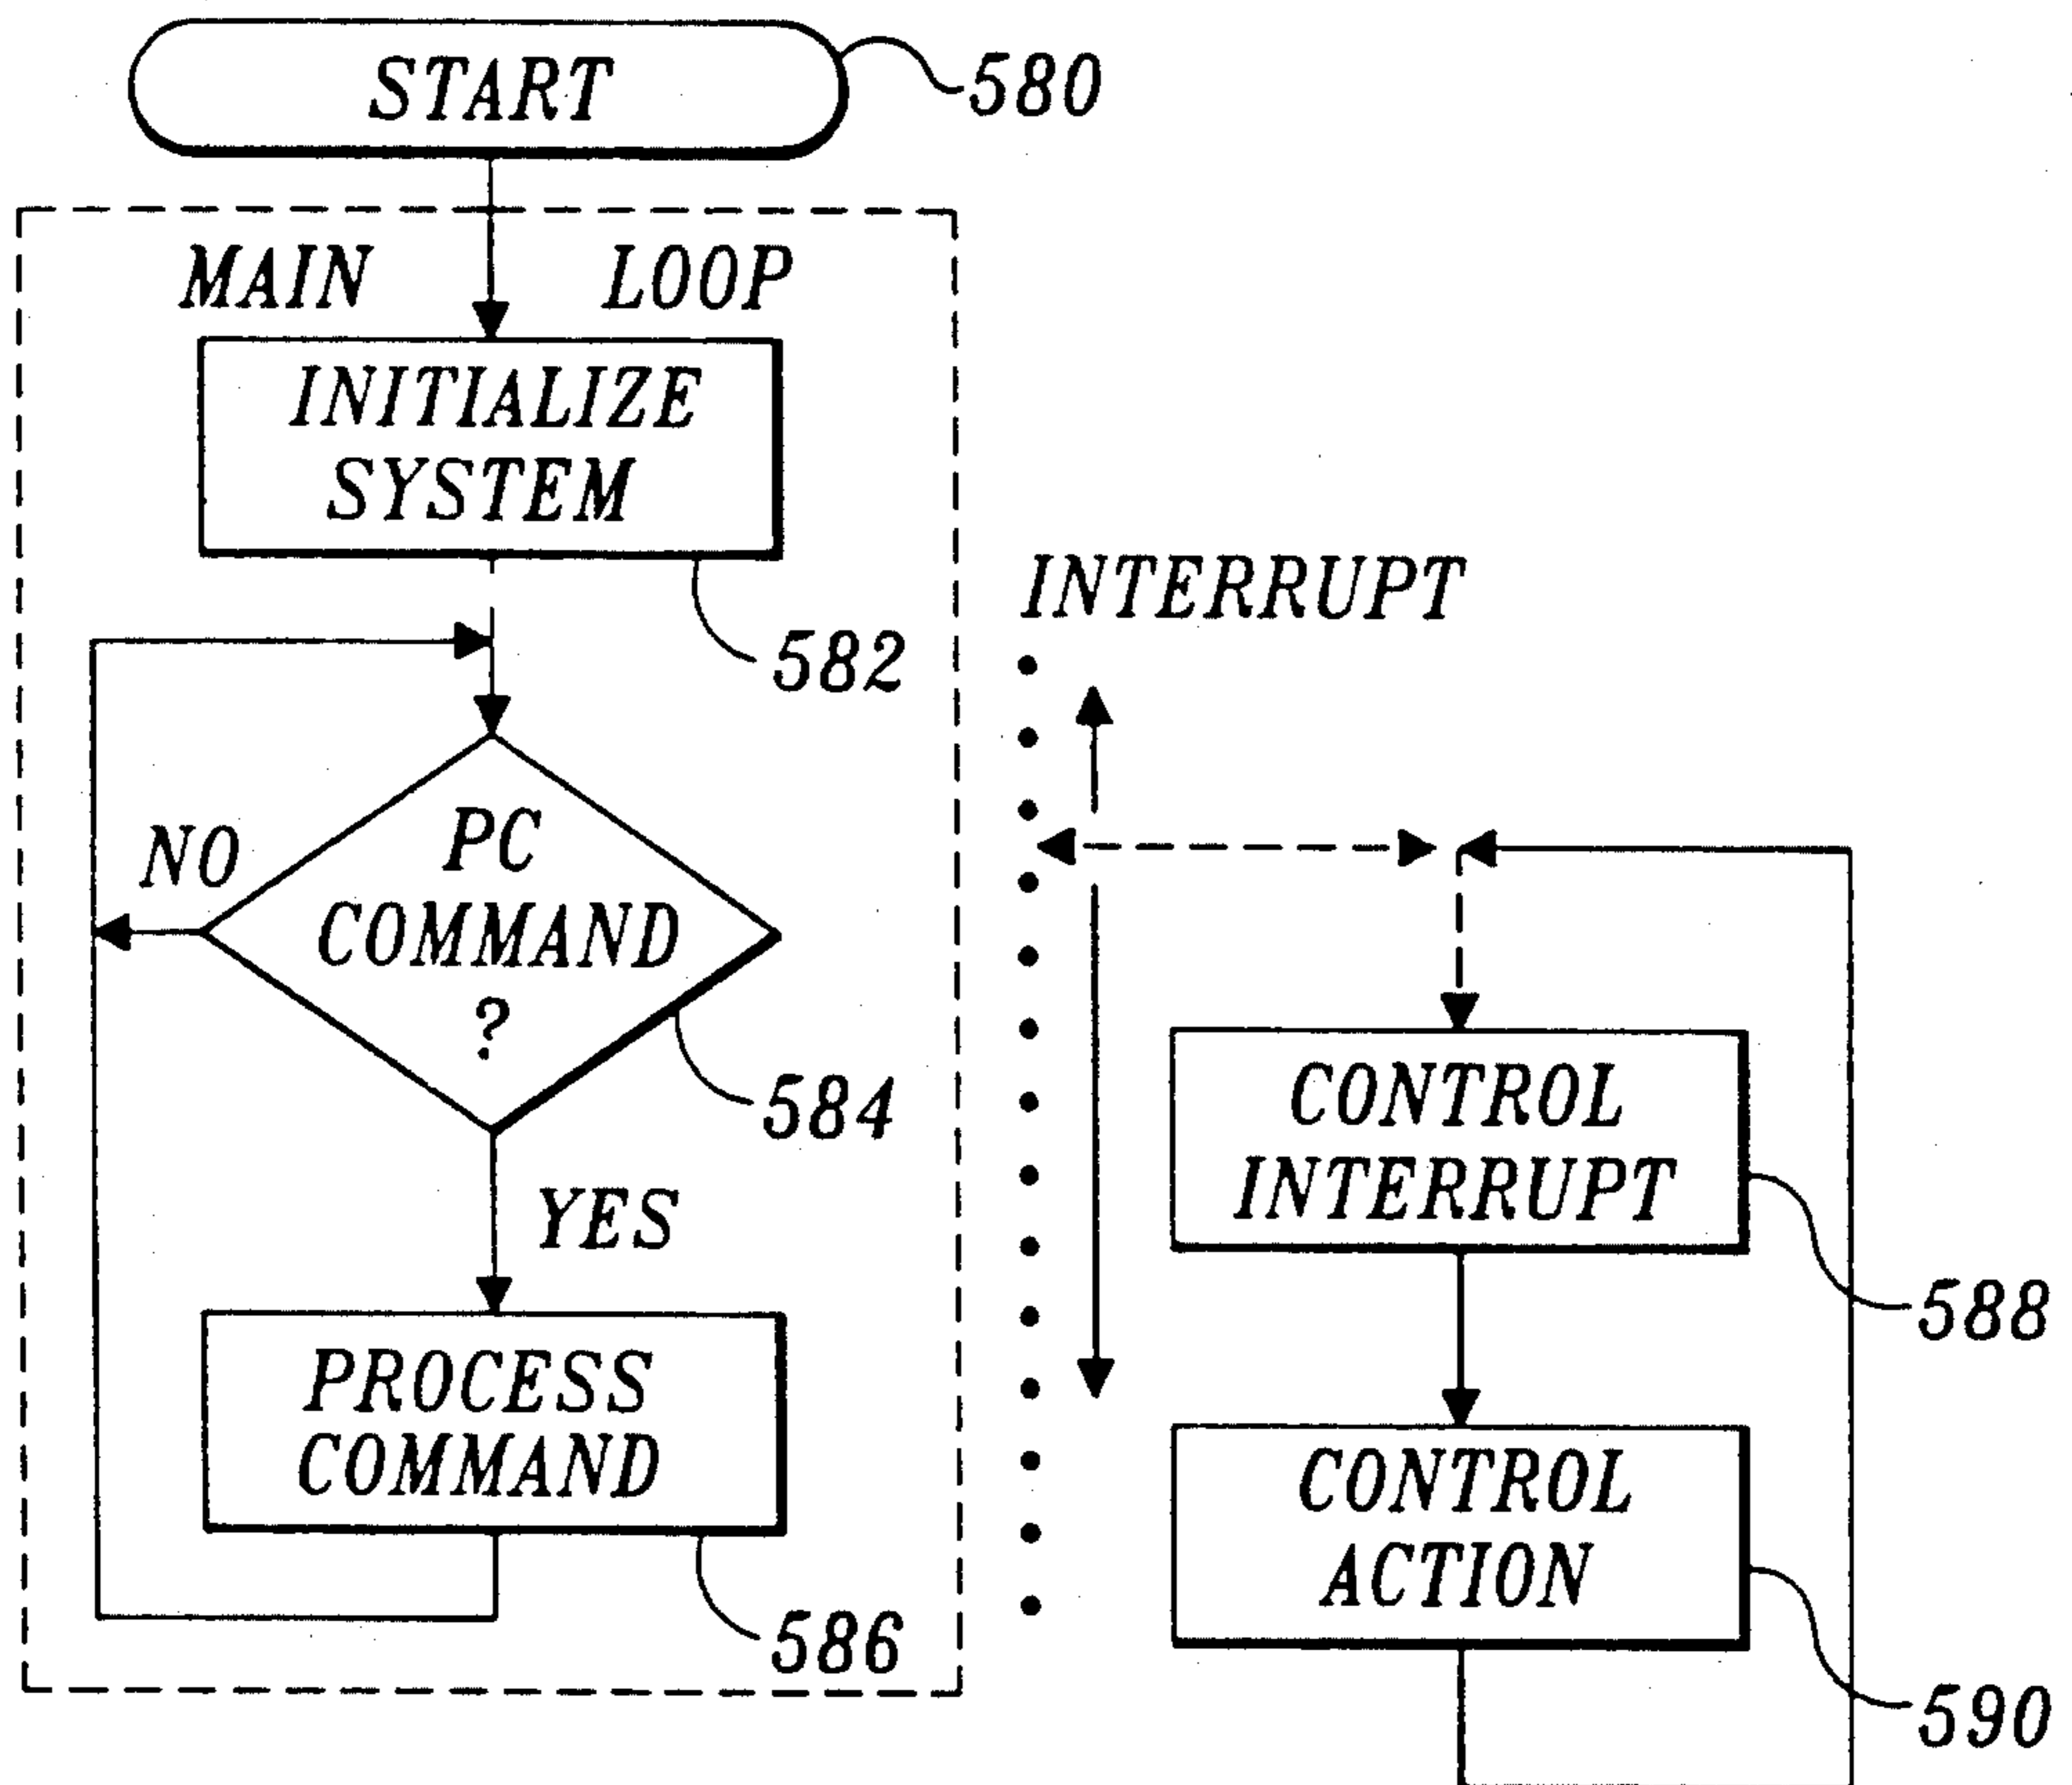 START
580
MAIN LOOP
INITIALIZE
SYSTEM
582
PC
COMMAND
?
NO
584
YES
PROCESS
COMMAND
586
INTERRUPT
CONTROL
INTERRUPT
588
CONTROL
ACTION
590